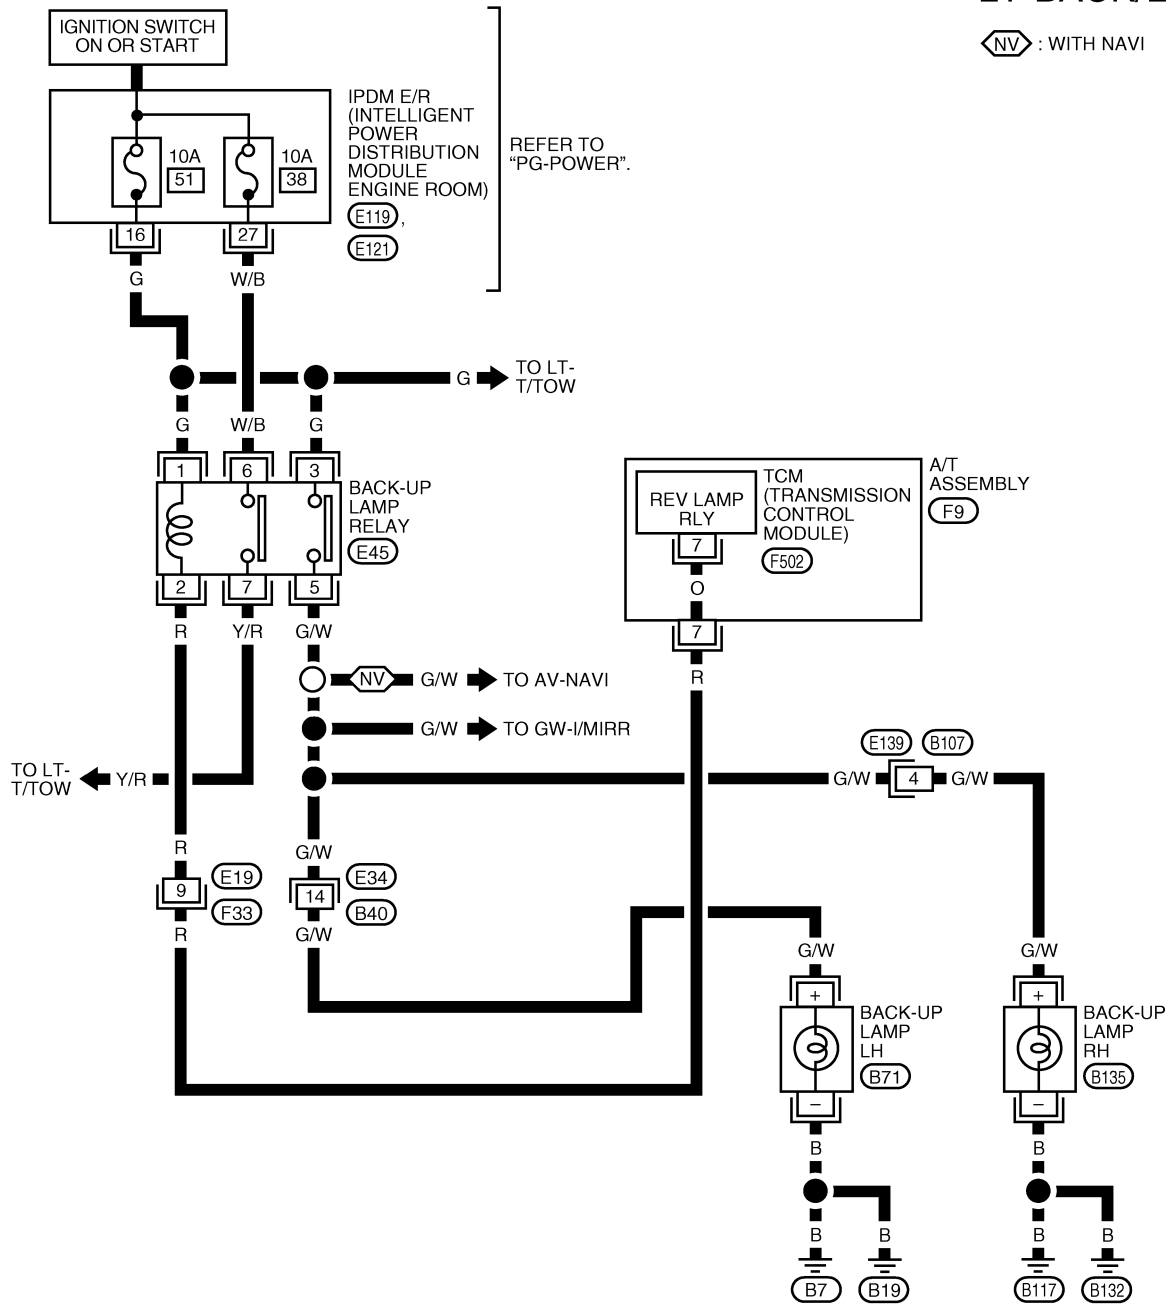 IGNITION SWITCH
ON OR START
NV : WITH NAVI
IPDM E/R
(INTELLIGENT
POWER
DISTRIBUTION
MODULE
ENGINE ROOM)
E119 ,
E121
REFER TO
“PG-POWER”.
10A
51
10A
38
16
27
G
W/B
G
TO LT-
T/TOW
G
W/B
G
1
6
3
BACK-UP
LAMP
RELAY
E45
2
7
5
R
Y/R
G/W
REV LAMP
RLY
TCM
(TRANSMISSION
CONTROL
MODULE)
F502
A/T
ASSEMBLY
F9
7
O
7
R
NV
G/W
TO AV-NAVI
G/W
TO GW-I/MIRR
TO LT-
T/TOW
Y/R
G/W
E139
B107
4
G/W
R
G/W
9
E19
F33
14
E34
B40
R
G/W
G/W
G/W
+
BACK-UP
LAMP
LH
B71
–
+
BACK-UP
LAMP
RH
B135
–
B
B
B
B
B
B
B7
B19
B117
B132